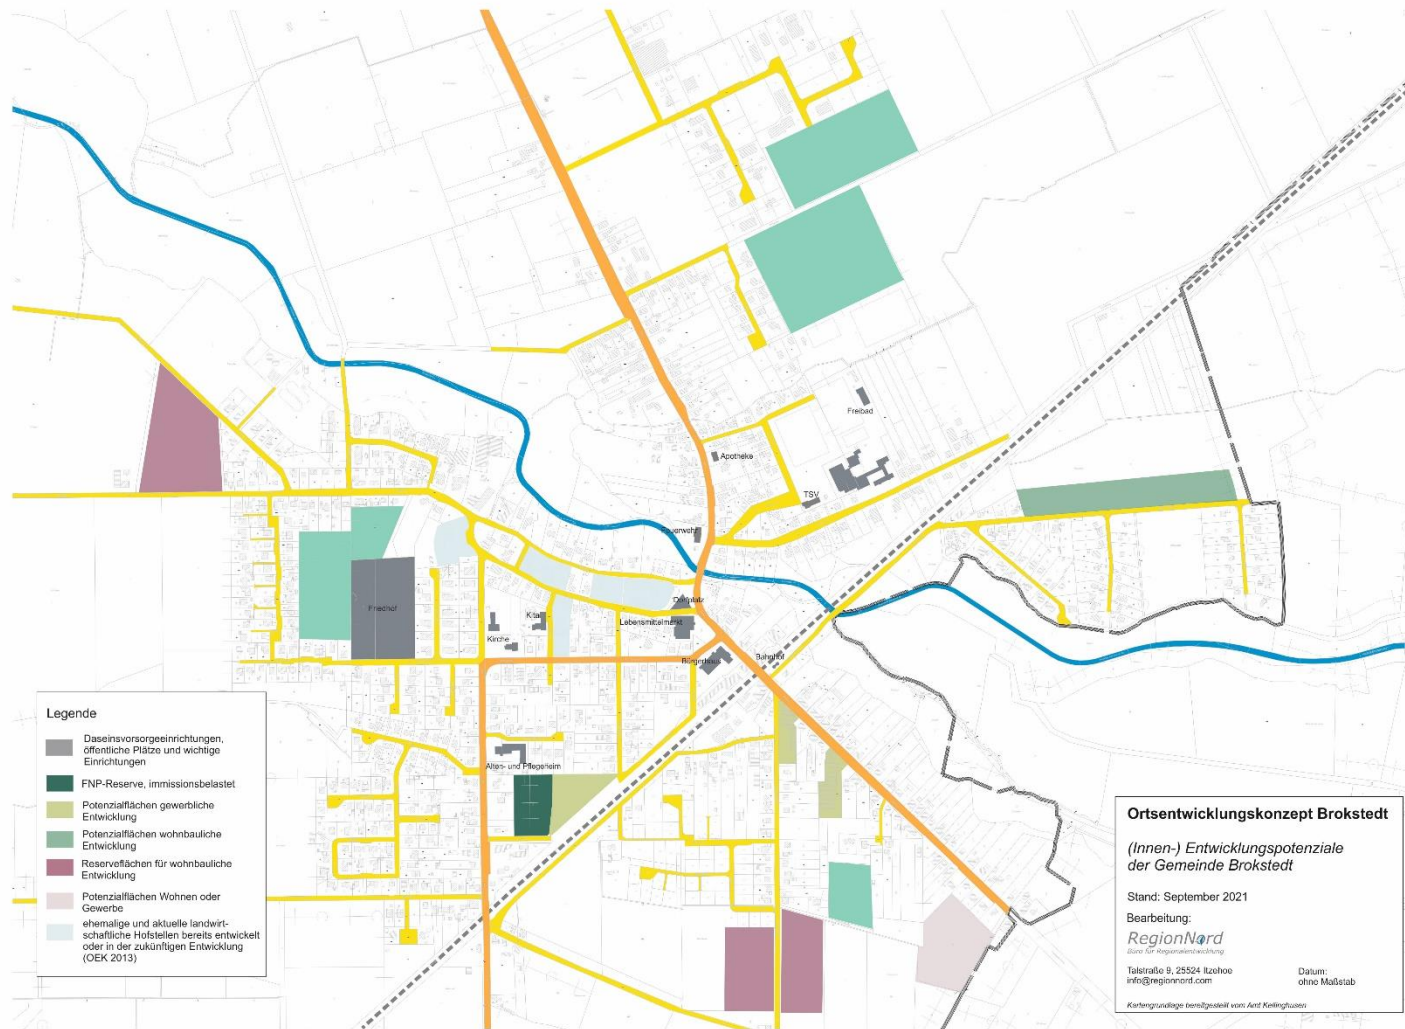 Freibad
Apotheke
TSV
Feuerwehr
Dorfplatz
Lebensmittelmarkt
Friedhof
Kita
Kirche
Bürgerhaus
Bahnhof
Alten- und Pflegeheim
Legende
Daseinsvorsorgeeinrichtungen,
öffentliche Plätze und wichtige
Einrichtungen
FNP-Reserve, immissionsbelastet
Potenzialflächen gewerbliche
Entwicklung
Potenzialflächen wohnbauliche
Entwicklung
Reserveflächen für wohnbauliche
Entwicklung
Potenzialflächen Wohnen oder
Gewerbe
ehemalige und aktuelle landwirt-
schaftliche Hofstellen bereits entwickelt
oder in der zukünftigen Entwicklung
(OEK 2013)
Ortsentwicklungskonzept Brokstedt
(Innen-) Entwicklungspotenziale
der Gemeinde Brokstedt
Stand: September 2021
Bearbeitung:
RegionNord
Büro für Regionalentwicklung
Talstraße 9, 25524 Itzehoe
info@regionnord.com
Datum:
ohne Maßstab
Kartengrundlage bereitgestellt vom Amt Kellinghusen